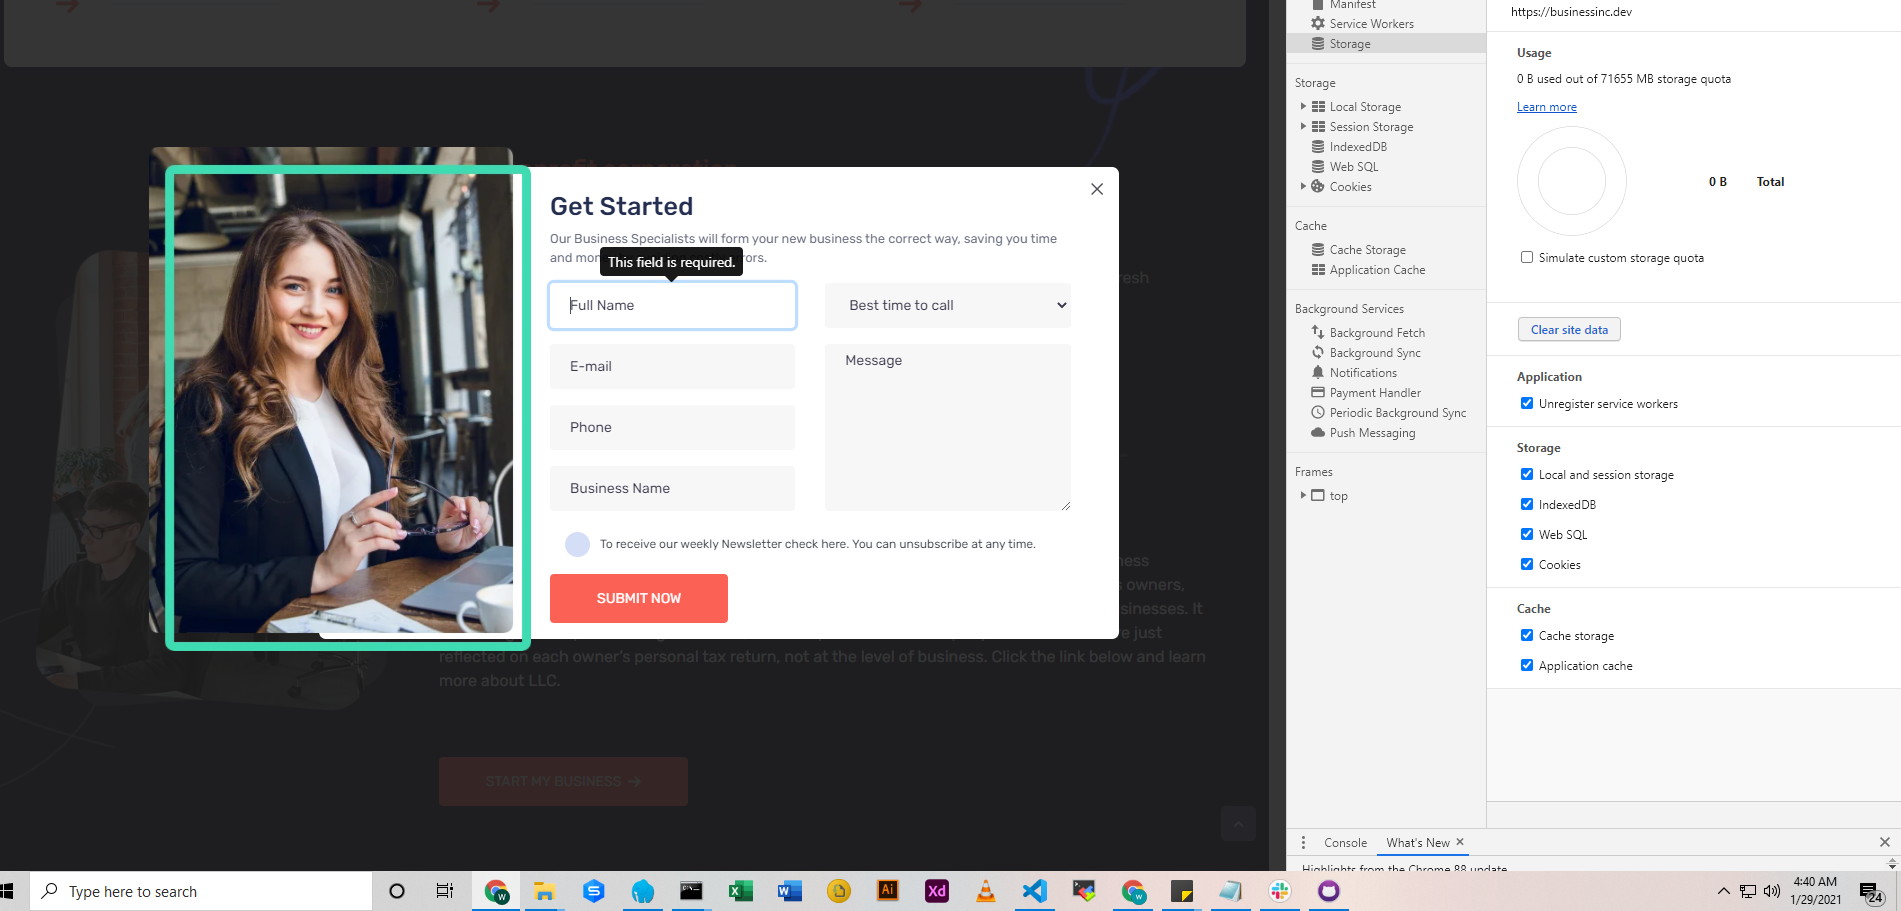 profit corporation
Get Started
Our Business Specialists will form your new business the correct way, saving you time
and mon
rors.
This field is required.
Full Name
Best time to call
E-mail
Message
Phone
Business Name
To receive our weekly Newsletter check here. You can unsubscribe at any time.
SUBMIT NOW
resh
ness
s owners,
sinesses. It
e just
reflected on each owner's personal tax return, not at the level of business. Click the link below and learn
more about LLC.
START MY BUSINESS →
Manifest
Service Workers
Storage
Storage
Local Storage
Session Storage
IndexedDB
Web SQL
Cookies
Cache
Cache Storage
Application Cache
Background Services
Background Fetch
Background Sync
Notifications
Payment Handler
Periodic Background Sync
Push Messaging
Frames
top
https://businessinc.dev
Usage
0 B used out of 71655 MB storage quota
Learn more
0 B Total
Simulate custom storage quota
Clear site data
Application
Unregister service workers
Storage
Local and session storage
IndexedDB
Web SQL
Cookies
Cache
Cache storage
Application cache
Console What's New
Highlights from the Chrome 88 update
Type here to search
W
S
C:\_
X
W
Ai
Xd
W
4:40 AM
1/29/2021
24